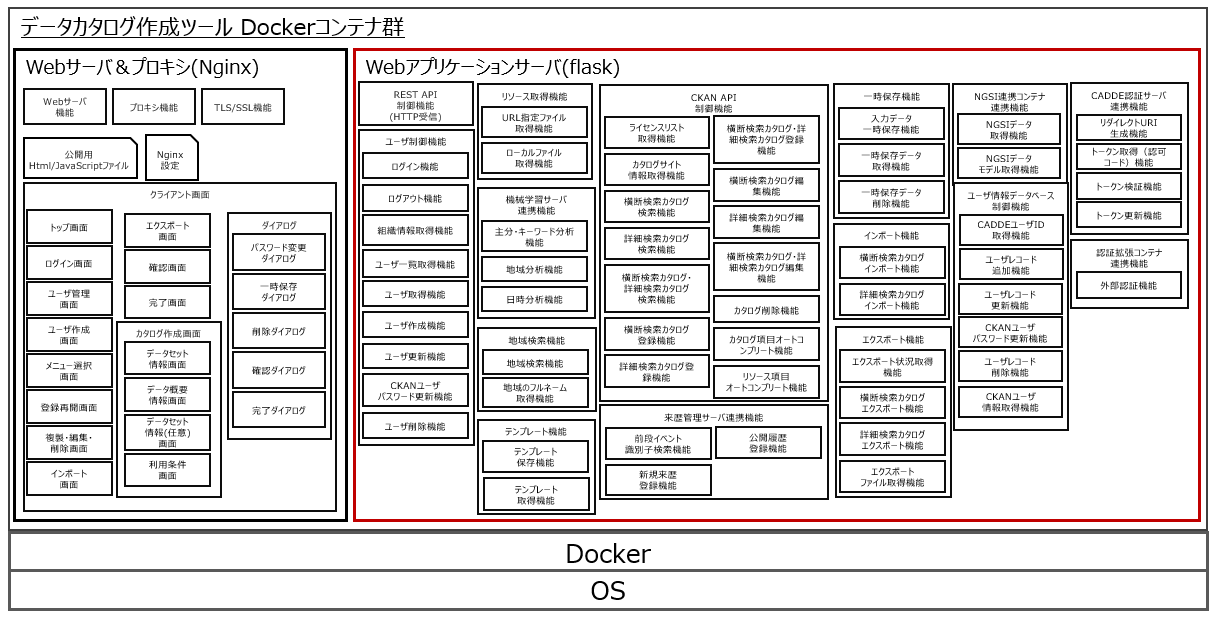 データカタログ作成ツール Dockerコンテナ群
Webサーバ＆プロキシ(Nginx)
Webサーバ
機能
プロキシ機能
TLS/SSL機能
公開用
Html/JavaScriptファイル
Nginx
設定
クライアント画面
トップ画面
ログイン画面
ユーザ管理
画面
ユーザ作成
画面
メニュー選択
画面
登録再開画面
複製・編集・
削除画面
インポート
画面
エクスポート
画面
確認画面
完了画面
カタログ作成画面
データセット
情報画面
データ概要
情報画面
データセット
情報(任意)
画面
利用条件
画面
ダイアログ
パスワード変更
ダイアログ
一時保存
ダイアログ
削除ダイアログ
確認ダイアログ
完了ダイアログ
Webアプリケーションサーバ(flask)
REST API
制御機能
(HTTP受信)
ユーザ制御機能
ログイン機能
ログアウト機能
組織情報取得機能
ユーザ一覧取得機能
ユーザ取得機能
ユーザ作成機能
ユーザ更新機能
CKANユーザ
パスワード更新機能
ユーザ削除機能
リソース取得機能
URL指定ファイル
取得機能
ローカルファイル
取得機能
機械学習サーバ
連携機能
主分・キーワード分析
機能
地域分析機能
日時分析機能
地域検索機能
地域検索機能
地域のフルネーム
取得機能
テンプレート機能
テンプレート
保存機能
テンプレート
取得機能
CKAN API
制御機能
ライセンスリスト
取得機能
カタログサイト
情報取得機能
横断検索カタログ
検索機能
詳細検索カタログ
検索機能
横断検索カタログ・
詳細検索カタログ
検索機能
横断検索カタログ
登録機能
詳細検索カタログ登
録機能
横断検索カタログ・詳
細検索カタログ登録
機能
横断検索カタログ編
集機能
詳細検索カタログ編
集機能
横断検索カタログ・詳
細検索カタログ編集
機能
カタログ削除機能
カタログ項目オートコ
ンプリート機能
リソース項目
オートコンプリート機能
来歴管理サーバ連携機能
前段イベント
識別子検索機能
公開履歴
登録機能
新規来歴
登録機能
一時保存機能
入力データ
一時保存機能
一時保存データ
取得機能
一時保存データ
削除機能
インポート機能
横断検索カタログ
インポート機能
詳細検索カタログ
インポート機能
エクスポート機能
エクスポート状況取得
機能
横断検索カタログ
エクスポート機能
詳細検索カタログ
エクスポート機能
エクスポート
ファイル取得機能
NGSI連携コンテナ
連携機能
NGSIデータ
取得機能
NGSIデータ
モデル取得機能
ユーザ情報データベース
制御機能
CADDEユーザID
取得機能
ユーザレコード
追加機能
ユーザレコード
更新機能
CKANユーザ
パスワード更新機能
ユーザレコード
削除機能
CKANユーザ
情報取得機能
CADDE認証サーバ
連携機能
リダイレクトURI
生成機能
トークン取得（認可
コード）機能
トークン検証機能
トークン更新機能
認証拡張コンテナ
連携機能
外部認証機能
Docker
OS